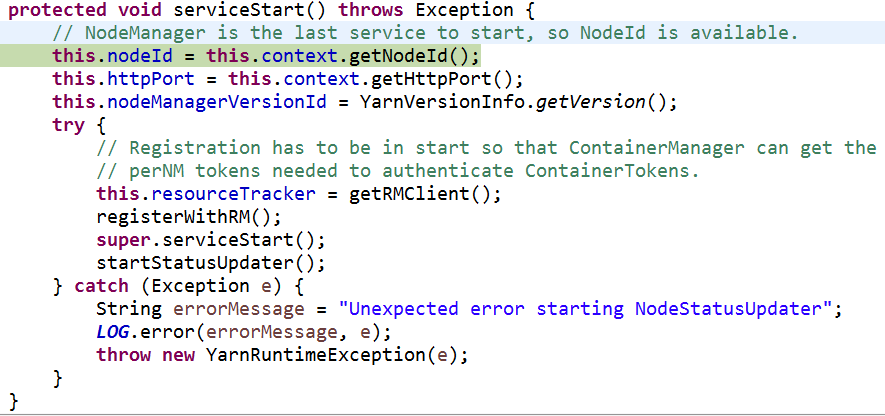 protected void serviceStart() throws Exception {
// NodeManager is the last service to start, so NodeId is available.
this.nodeId = this.context.getNodeId();
this.httpPort = this.context.getHttpPort();
this.nodeManagerVersionId = YarnVersionInfo.getVersion();
try {
// Registration has to be in start so that ContainerManager can get the
// perNM tokens needed to authenticate ContainerTokens.
this.resourceTracker = getRMClient();
registerWithRM();
super.serviceStart();
startStatusUpdater();
} catch (Exception e) {
String errorMessage = "Unexpected error starting NodeStatusUpdater";
LOG.error(errorMessage, e);
throw new YarnRuntimeException(e);
}
}